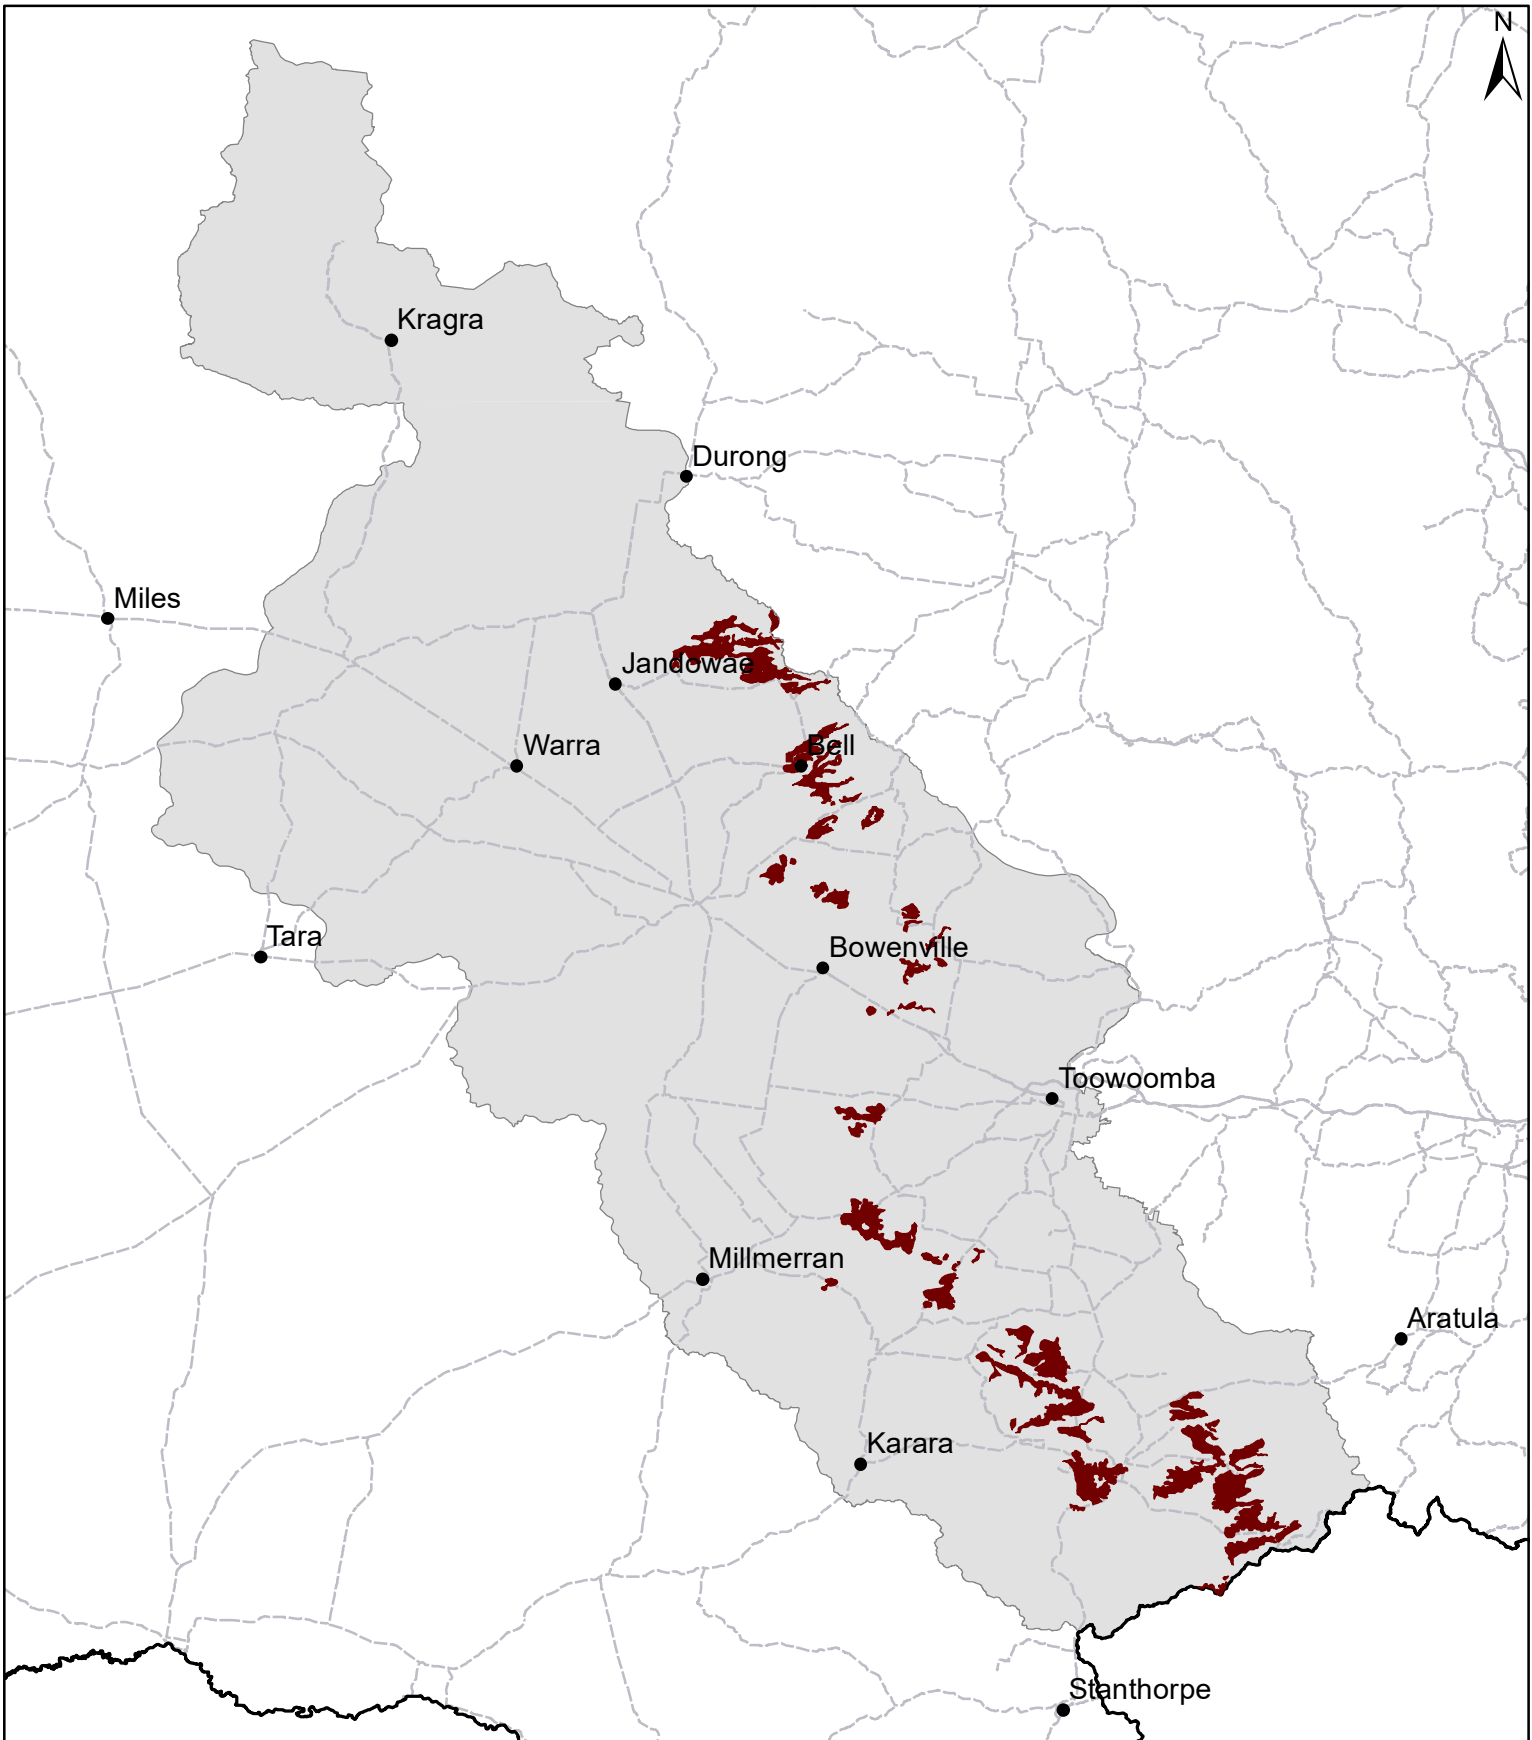 N
Kragra
Durong
Miles
Jandowae
Warra
Bell
Tara
Bowenville
Toowoomba
Millmerran
Aratula
Karara
Stanthorpe